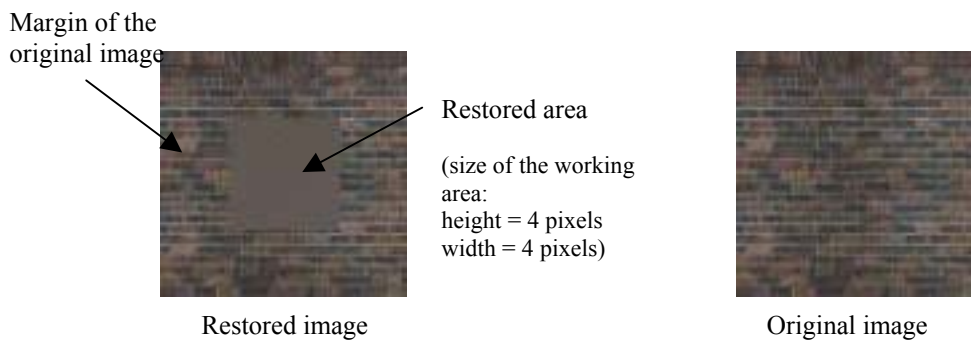 Margin of the
original image
Restored area
(size of the working
area:
height = 4 pixels
width = 4 pixels)
Restored image
Original image